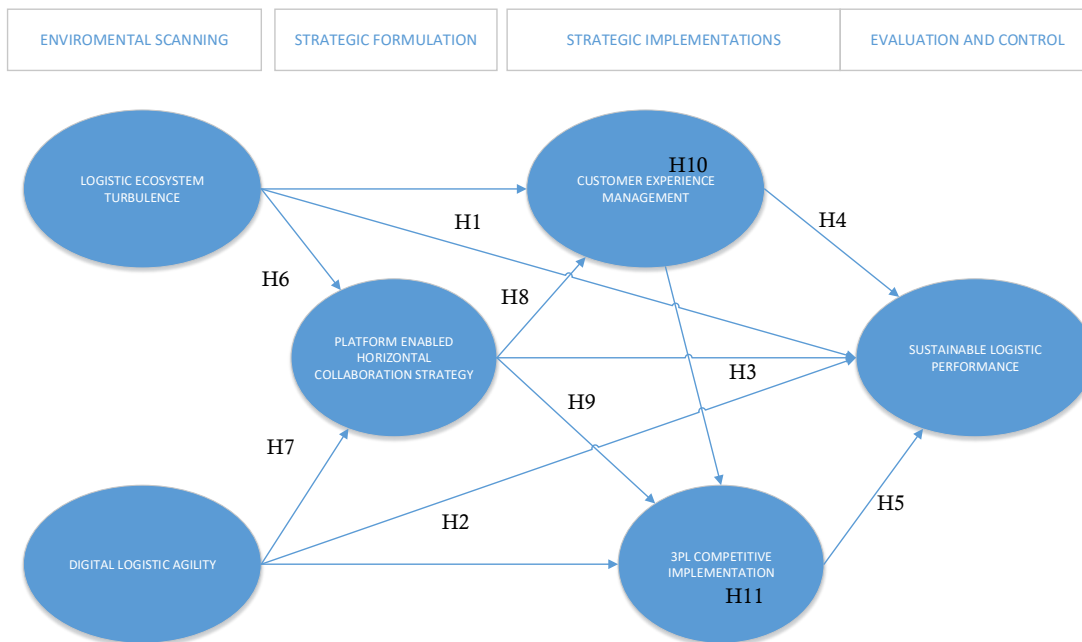 ENVIROMENTAL SCANNING
STRATEGIC FORMULATION
STRATEGIC IMPLEMENTATIONS
EVALUATION AND CONTROL
LOGISTIC ECOSYSTEM
TURBULENCE
H10
CUSTOMER EXPERIENCE
MANAGEMENT
H1
H4
H6
H8
PLATFORM ENABLED
HORIZONTAL
COLLABORATION STRATEGY
SUSTAINABLE LOGISTIC
PERFORMANCE
H3
H9
H7
H2
H5
DIGITAL LOGISTIC AGILITY
3PL COMPETITIVE
IMPLEMENTATION
H11